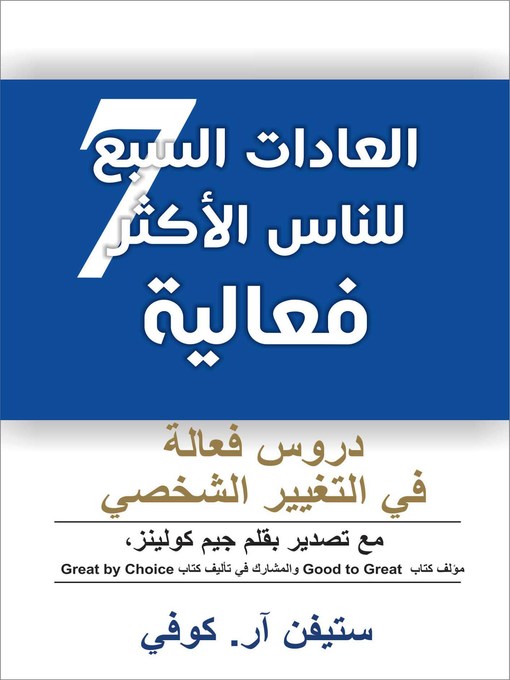 7
العادات السبع
للناس الأكثر
فعالية
دروس فعالة
في التغيير الشخصي
مع تصدير بقلم جيم كولينز،
مؤلف كتاب Good to Great والمشارك في تأليف كتاب Great by Choice
ستيفن آر. كوفي